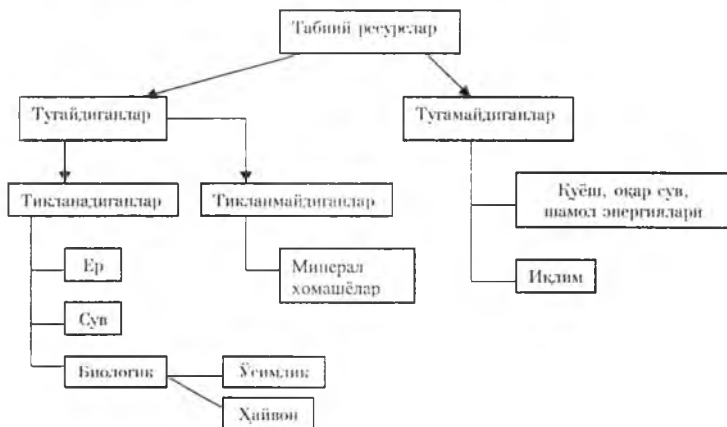 Табиий ресурслар
Тугайдиганлар
Тугамайдиганлар
Тикланадиганлар
Тикланмайдиганлар
Қуёш, оқар сув,
шамол энергиялари
Ер
Минерал
хомашёлар
Иқлим
Сув
Биологик
Ўсимлик
Ҳайвон